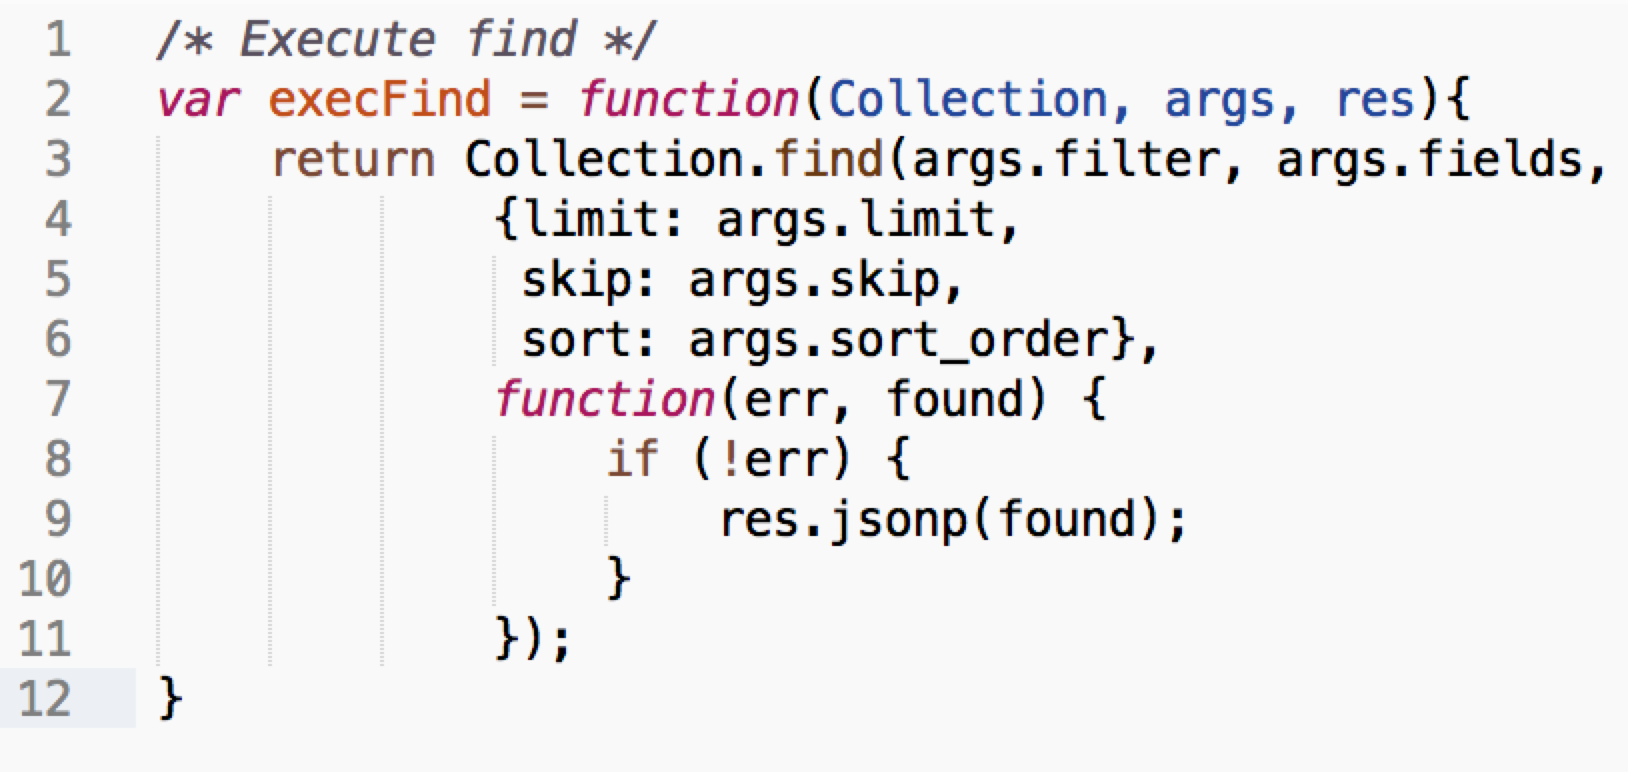 1 /* Execute find */
2 var execFind = function(Collection, args, res){
3     return Collection.find(args.filter, args.fields,
4             {limit: args.limit,
5              skip: args.skip,
6              sort: args.sort_order},
7             function(err, found) {
8                 if (!err) {
9                     res.jsonp(found);
10                 }
11             });
12 }